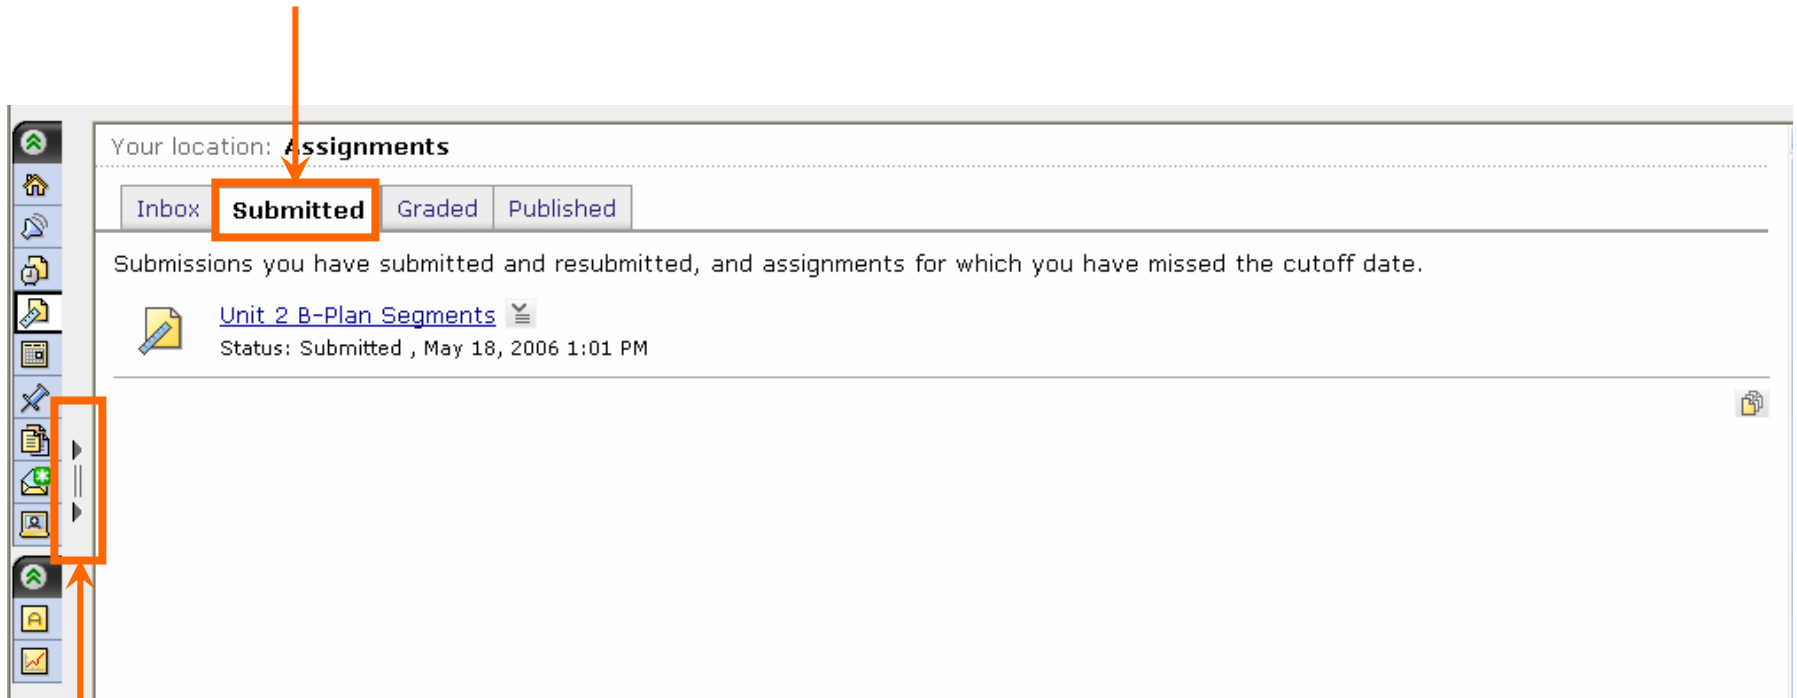 Your location: Assignments
Inbox Submitted Graded Published
Submissions you have submitted and resubmitted, and assignments for which you have missed the cutoff date.
Unit 2 B-Plan Segments
Status: Submitted , May 18, 2006 1:01 PM
A